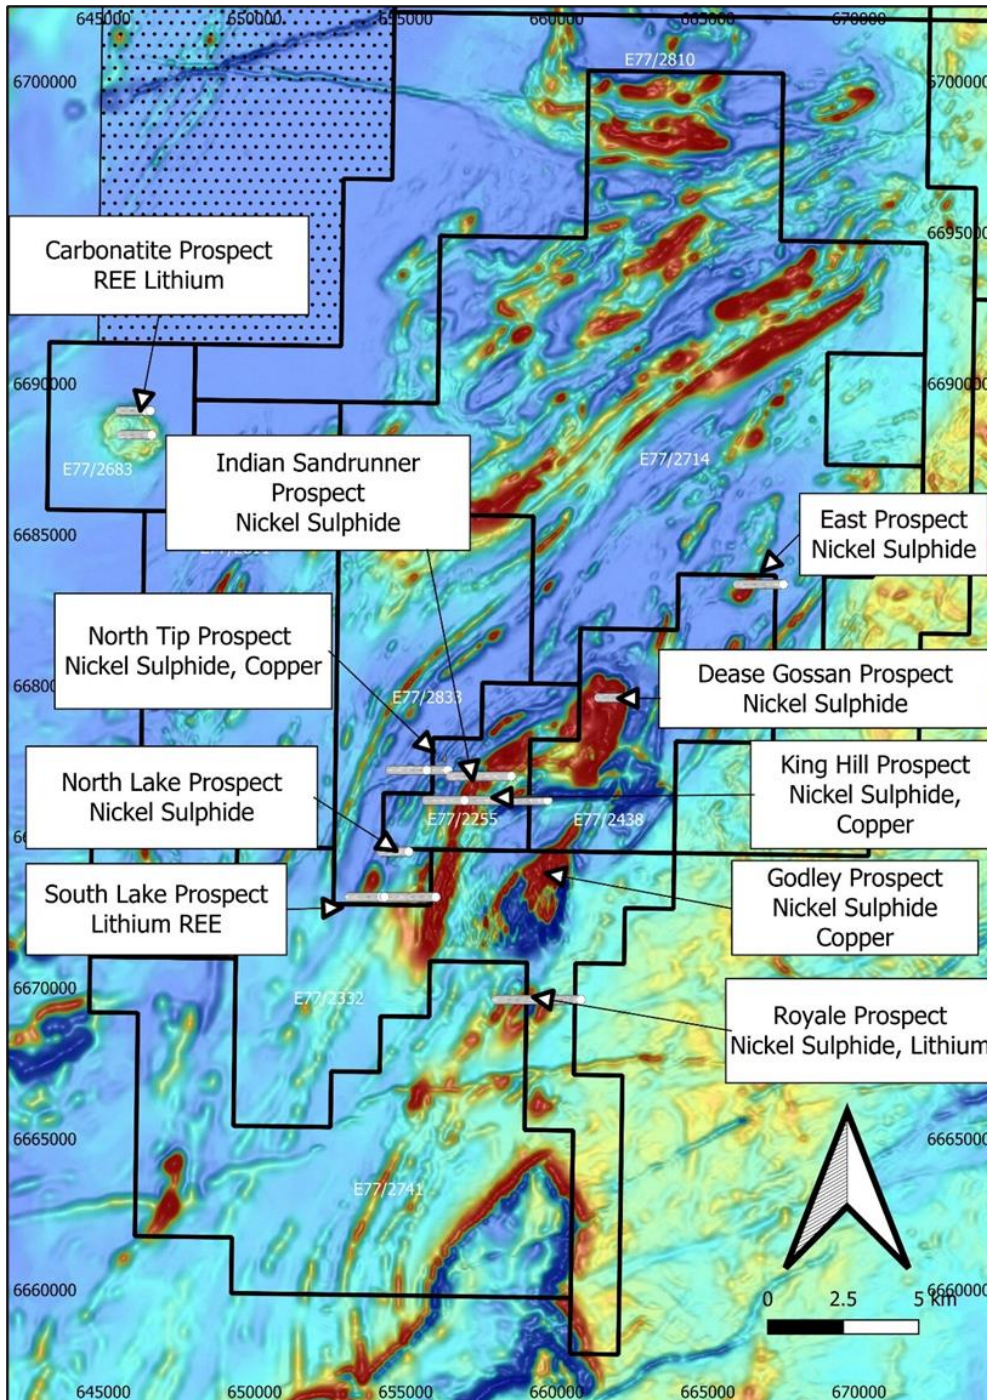 645000 650000 655000 660000 665000 670000
E77/2810
6700000 6700000
6695000
Carbonatite Prospect
REE Lithium
6690000 6690000
Indian Sandrunner
Prospect
Nickel Sulphide
E77/2683
E77/2714
East Prospect
Nickel Sulphide
6685000
North Tip Prospect
Nickel Sulphide, Copper
Dease Gossan Prospect
Nickel Sulphide
E77/2833
North Lake Prospect
Nickel Sulphide
King Hill Prospect
Nickel Sulphide,
Copper
E77/2255
E77/2438
South Lake Prospect
Lithium REE
Godley Prospect
Nickel Sulphide
Copper
6670000
E77/2332
Royale Prospect
Nickel Sulphide, Lithium
6665000 6665000
E77/2741
6660000 6660000
0 2.5 5 km
645000 650000 655000 660000 665000 670000